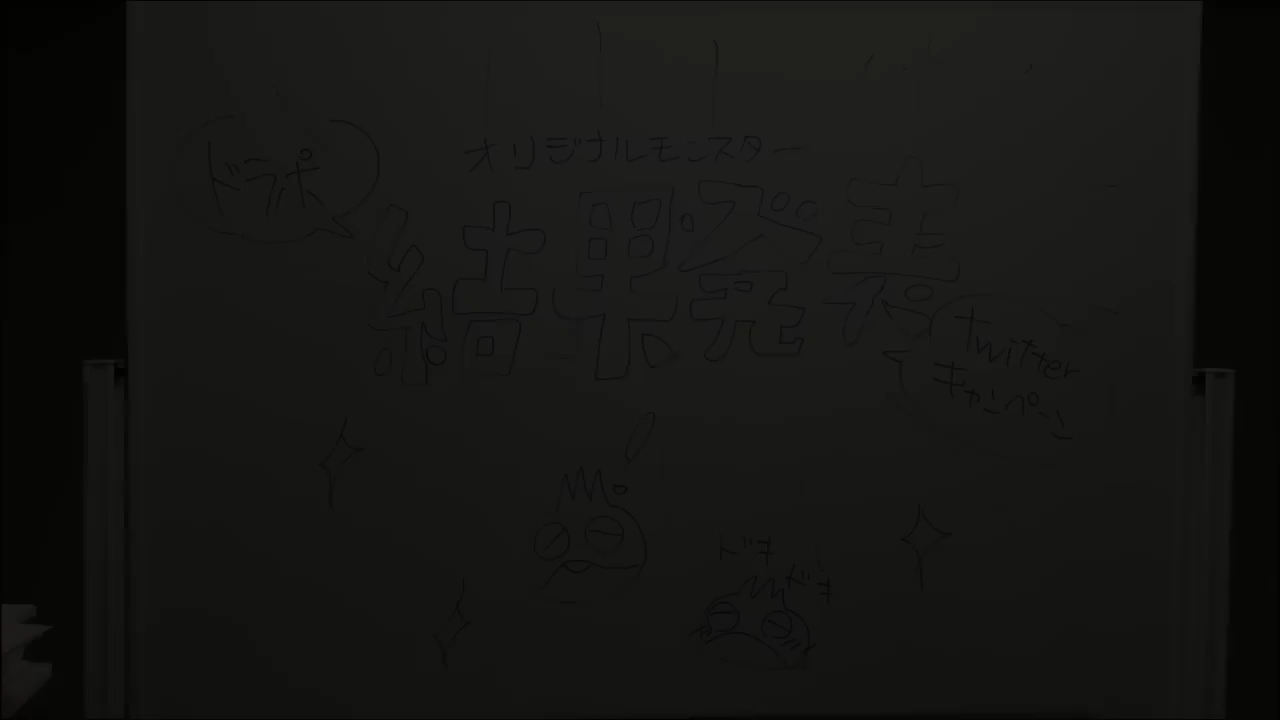 ドラポ
オリジナルモンスター
結果発表
twitter
キャンペーン
ドキ
ドキ